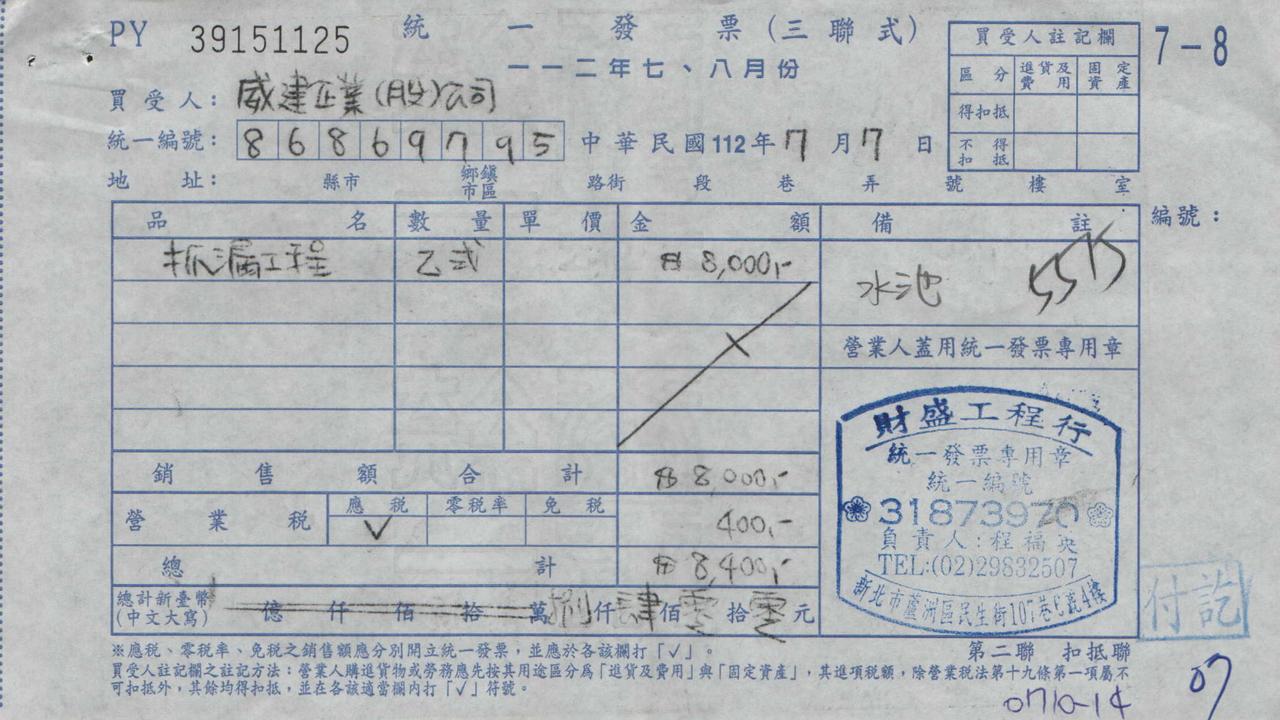 PY 39151125 統一發票(三聯式) 7-8
一一二年七、八月份
買受人: 威建企業(股)公司
統一編號: 86869795 中華民國112年7月7日
地址: 縣市 鄉鎮市區 路街 段 巷 弄 號 樓 室
買受人註記欄
區分 進貨及費用 固定資產
得扣抵
不得扣抵
品名 數量 單價 金額 備註 編號:
抓漏工程 乙式 8,000,- 水池
營業人蓋用統一發票專用章
銷售額合計 8,000,-
營業稅 應稅 零稅率 免稅
V 400,-
總計 8,400,-
總計新臺幣(中文大寫) 億仟佰拾萬捌仟肆佰零拾零元
財盛工程行
統一發票專用章
統一編號
31873970
負責人:程福央
TEL:(02)29832507
新北市蘆洲區民生街107巷 4樓
付訖
※應稅、零稅率、免稅之銷售額應分別開立統一發票,並應於各該欄打「✓」。
第二聯 扣抵聯
買受人註記欄之註記方法:營業人購進貨物或勞務應先按其用途區分為「進貨及費用」與「固定資產」,其進項稅額,除營業稅法第十九條第一項屬不
可扣抵外,其餘均得扣抵,並在各該適當欄內打「✓」符號。
07
0710-14